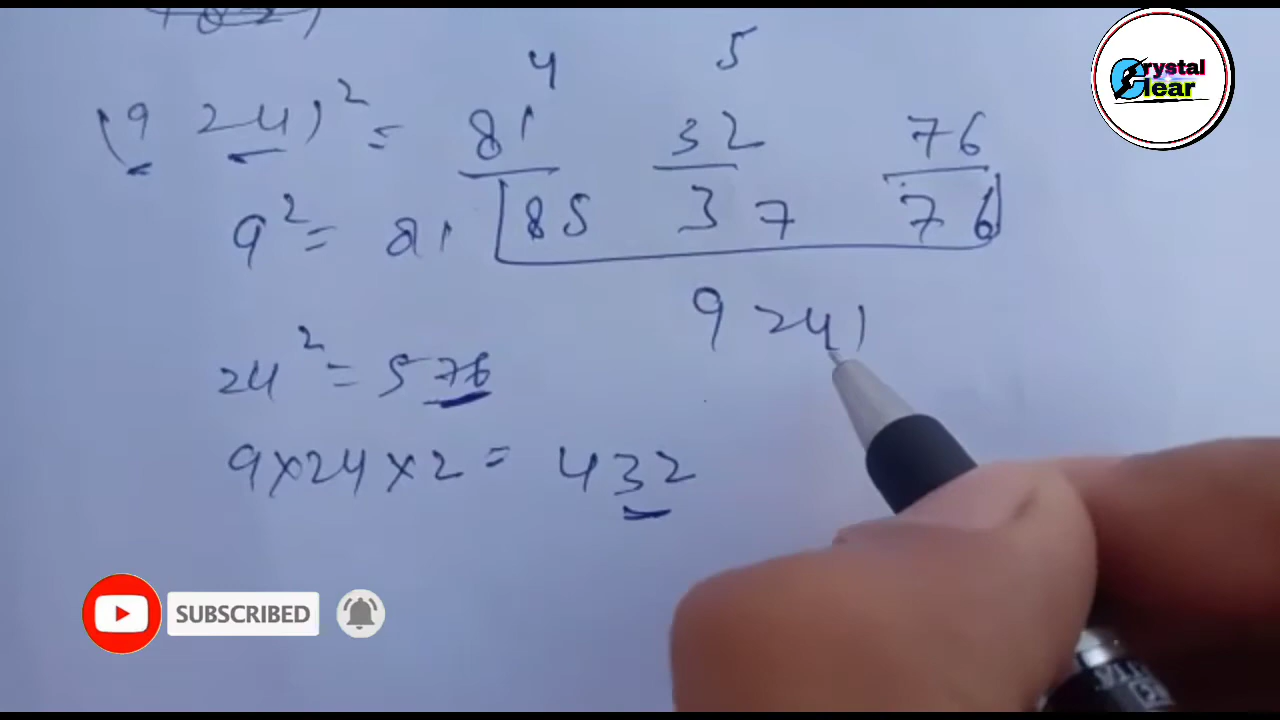 4 5
(9 24)² = 81 32 76
9² = 81 85 37 76
9 241
24² = 576
9×24×2 = 432
Crystal
Clear
SUBSCRIBED